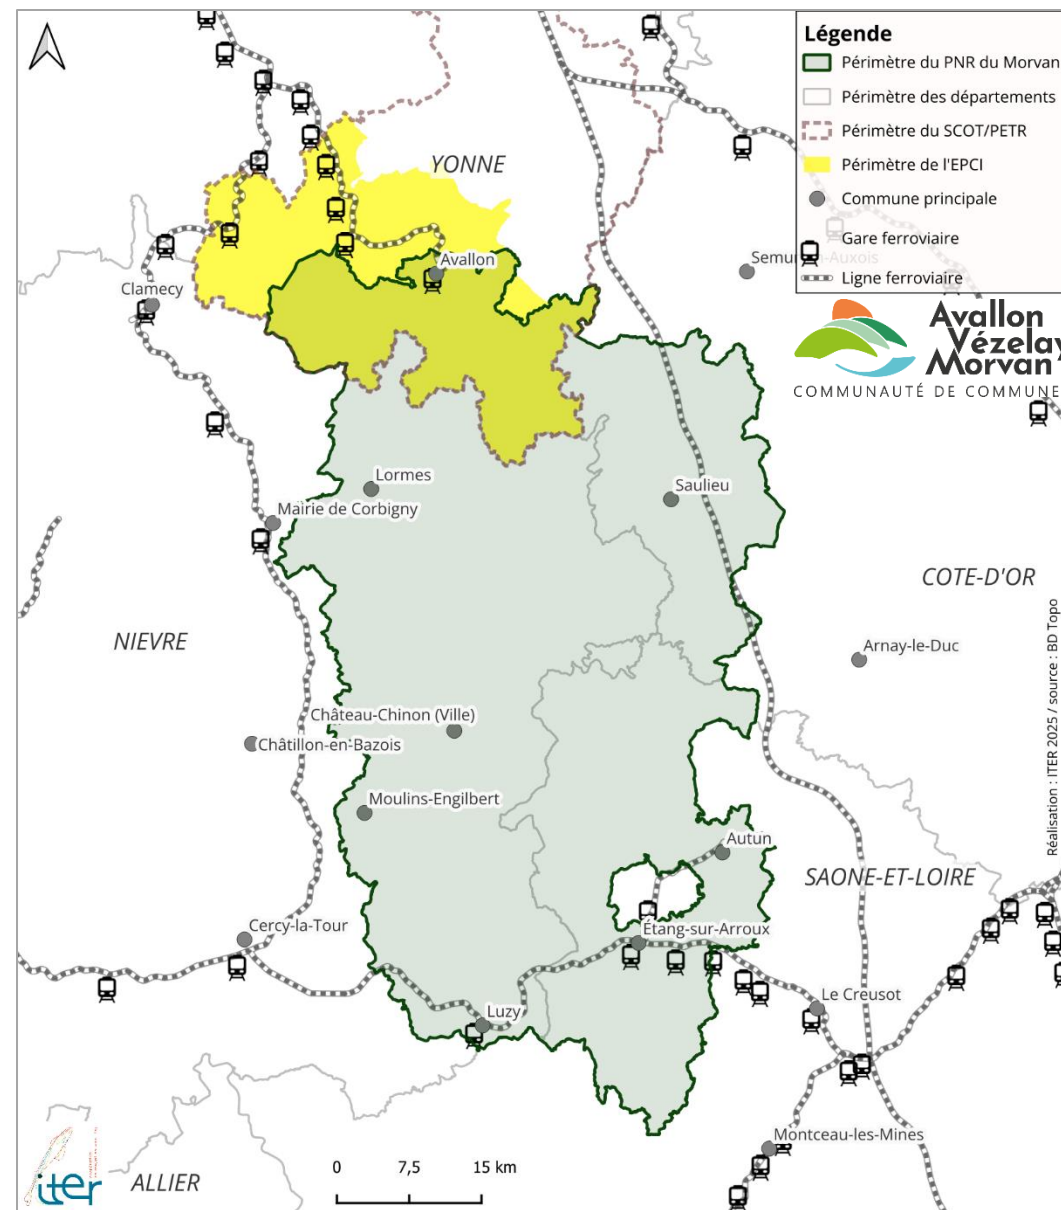 Légende
Périmètre du PNR du Morvan
Périmètre des départements
Périmètre du SCOT/PETR
Périmètre de l'EPCI
Commune principale
Gare ferroviaire
Ligne ferroviaire
YONNE
Avallon
Clamecy
Avallon
Vézelay
Morvan
COMMUNAUTÉ DE COMMUNE
Lormes
Saulieu
Mairie de Corbigny
COTE-D'OR
NIEVRE
Arnay-le-Duc
Château-Chinon (Ville)
Châtillon-en-Bazois
Moulins-Engilbert
Autun
SAONE-ET-LOIRE
Réalisation : ITER 2025 / source : BD Topo
Cercy-la-Tour
Étang-sur-Arroux
Le Creusot
Luzy
Montceau-les-Mines
iter
0 7,5 15 km
ALLIER